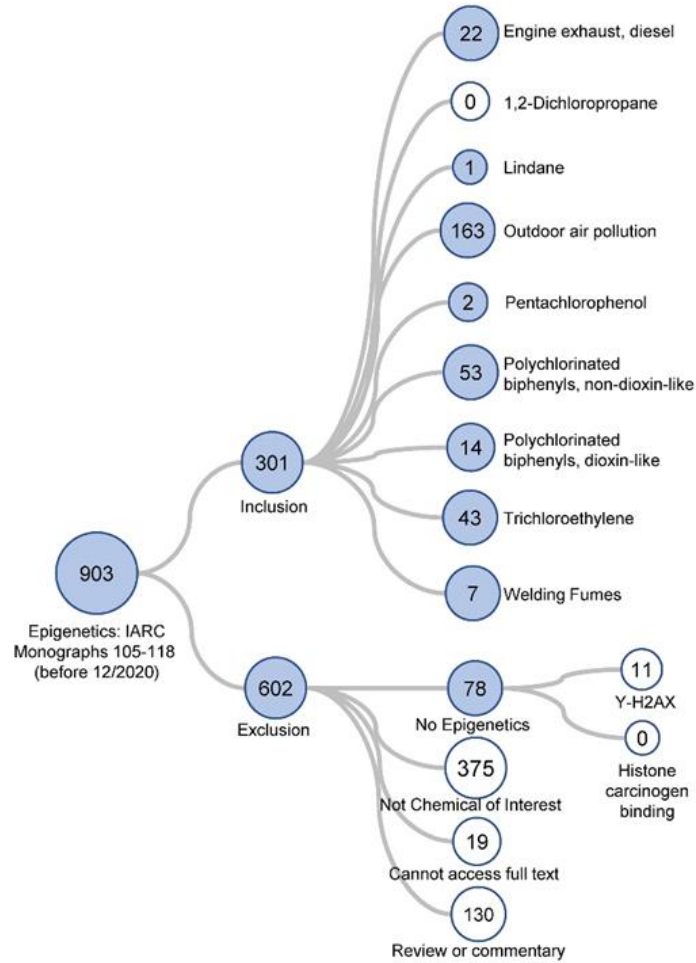 22
Engine exhaust, diesel
0
1,2-Dichloropropane
1
Lindane
163
Outdoor air pollution
2
Pentachlorophenol
53
Polychlorinated
biphenyls, non-dioxin-like
14
Polychlorinated
biphenyls, dioxin-like
43
Trichloroethylene
7
Welding Fumes
301
Inclusion
903
Epigenetics: IARC
Monographs 105-118
(before 12/2020)
602
Exclusion
78
No Epigenetics
11
Y-H2AX
0
Histone
carcinogen
binding
375
Not Chemical of Interest
19
Cannot access full text
130
Review or commentary